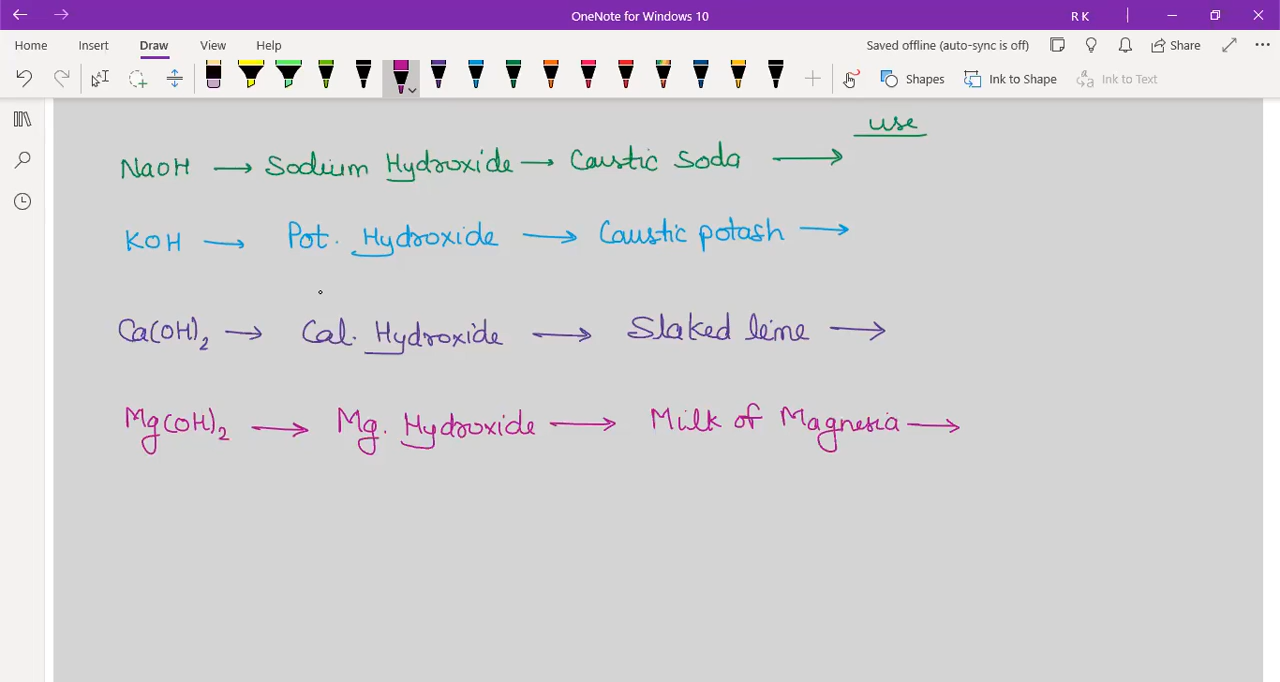 OneNote for Windows 10
R K
Home Insert Draw View Help
Saved offline (auto-sync is off) Share
Shapes Ink to Shape Ink to Text
use
NaOH → Sodium Hydroxide → Caustic Soda →
KOH → Pot. Hydroxide → Caustic potash →
Ca(OH)₂ → Cal. Hydroxide → Slaked lime →
Mg(OH)₂ → Mg. Hydroxide → Milk of Magnesia →